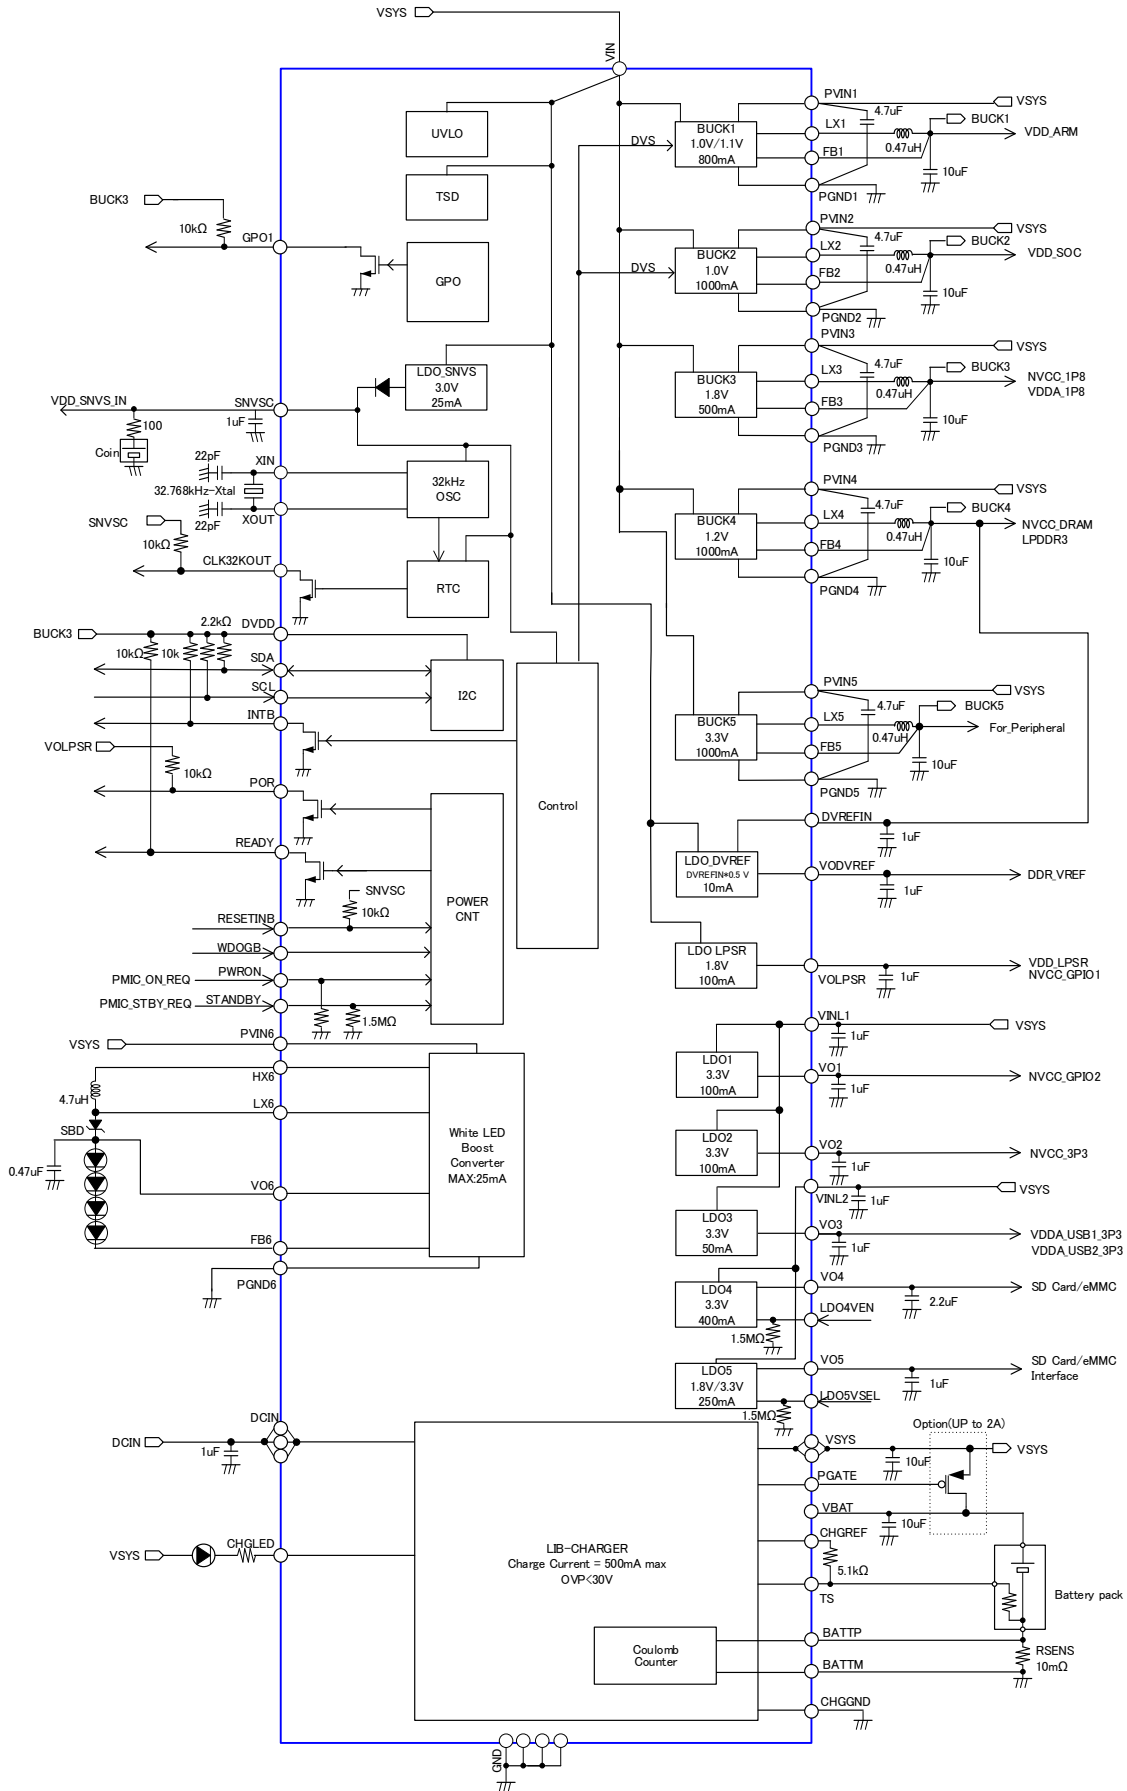 VSYS
VIN
UVLO
TSD
BUCK3
10kΩ
GPO1
GPO
LDO_SNVS
3.0V
25mA
VDD_SNVS_IN
SNVSC
1uF
100
Coin
22pF
XIN
32.768kHz-Xtal
22pF
XOUT
32kHz
OSC
SNVSC
10kΩ
CLK32KOUT
RTC
BUCK3
2.2kΩ
DVDD
10kΩ
10k
SDA
SCL
I2C
INTB
VOLPSR
10kΩ
POR
READY
SNVSC
10kΩ
POWER
CNT
Control
RESETINB
WDOGB
PMIC_ON_REQ
PWRON
PMIC_STBY_REQ
STANDBY
1.5MΩ
VSYS
PVIN6
HX6
4.7uH
LX6
SBD
0.47uF
VO6
FB6
PGND6
White LED
Boost
Converter
MAX:25mA
DVS
BUCK1
1.0V/1.1V
800mA
PVIN1
4.7uF
VSYS
LX1
0.47uH
BUCK1
VDD_ARM
FB1
10uF
PGND1
DVS
BUCK2
1.0V
1000mA
PVIN2
4.7uF
VSYS
LX2
0.47uH
BUCK2
VDD_SOC
FB2
10uF
PGND2
BUCK3
1.8V
500mA
PVIN3
4.7uF
VSYS
LX3
0.47uH
BUCK3
NVCC_1P8
VDDA_1P8
FB3
10uF
PGND3
BUCK4
1.2V
1000mA
PVIN4
4.7uF
VSYS
LX4
0.47uH
BUCK4
NVCC_DRAM
LPDDR3
FB4
10uF
PGND4
BUCK5
3.3V
1000mA
PVIN5
4.7uF
VSYS
LX5
0.47uH
BUCK5
For_Peripheral
FB5
10uF
PGND5
DVREFIN
1uF
LDO_DVREF
DVREFIN*0.5 V
10mA
VODVREF
1uF
DDR_VREF
LDO LPSR
1.8V
100mA
VOLPSR
1uF
VDD_LPSR
NVCC_GPIO1
VINL1
1uF
VSYS
LDO1
3.3V
100mA
VO1
1uF
NVCC_GPIO2
LDO2
3.3V
100mA
VO2
1uF
NVCC_3P3
VINL2
1uF
VSYS
LDO3
3.3V
50mA
VO3
1uF
VDDA_USB1_3P3
VDDA_USB2_3P3
LDO4
3.3V
400mA
VO4
2.2uF
SD Card/eMMC
LDO4VEN
1.5MΩ
LDO5
1.8V/3.3V
250mA
VO5
1uF
SD Card/eMMC
Interface
LDO5VSEL
1.5MΩ
DCIN
DCIN
1uF
VSYS
CHGLED
LIB-CHARGER
Charge Current = 500mA max
OVP<30V
Coulomb
Counter
Option(UP to 2A)
VSYS
10uF
VSYS
PGATE
VBAT
10uF
CHGREF
5.1kΩ
TS
Battery pack
BATTP
RSENS
10mΩ
BATTM
CHGGND
GND